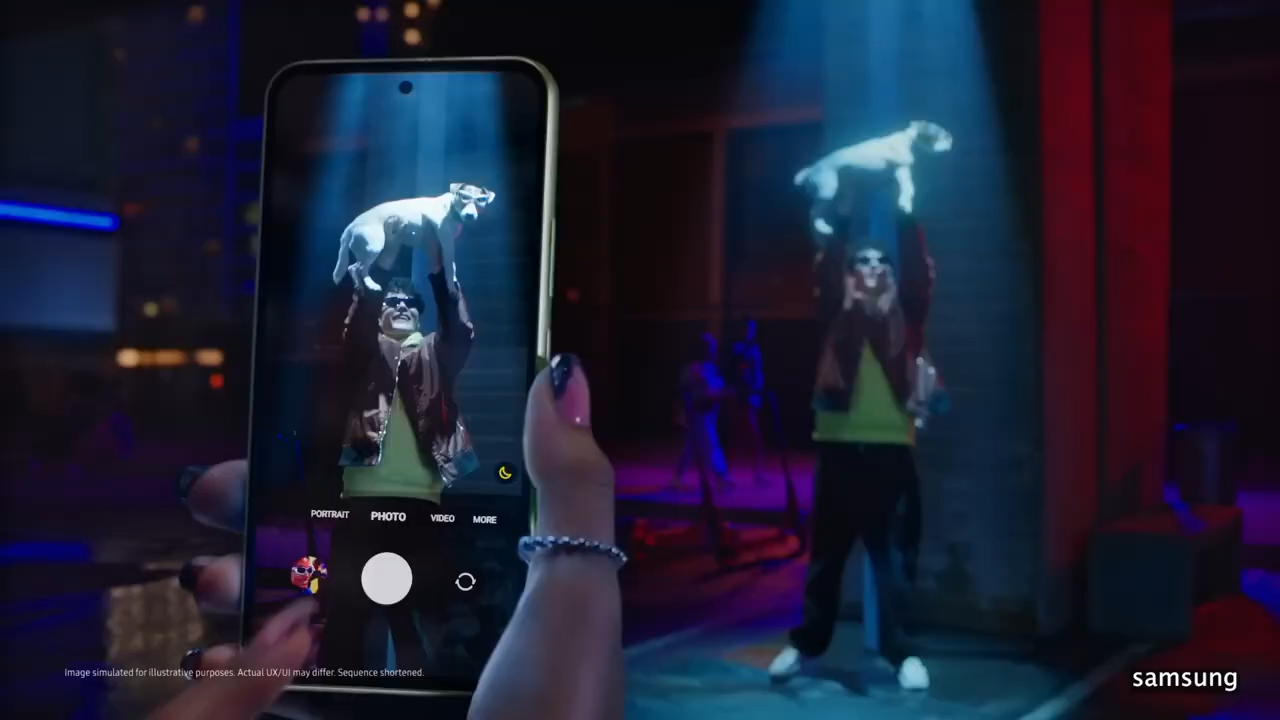 PORTRAIT PHOTO VIDEO MORE
Image simulated for illustrative purposes. Actual UX/UI may differ. Sequence shortened.
samsung